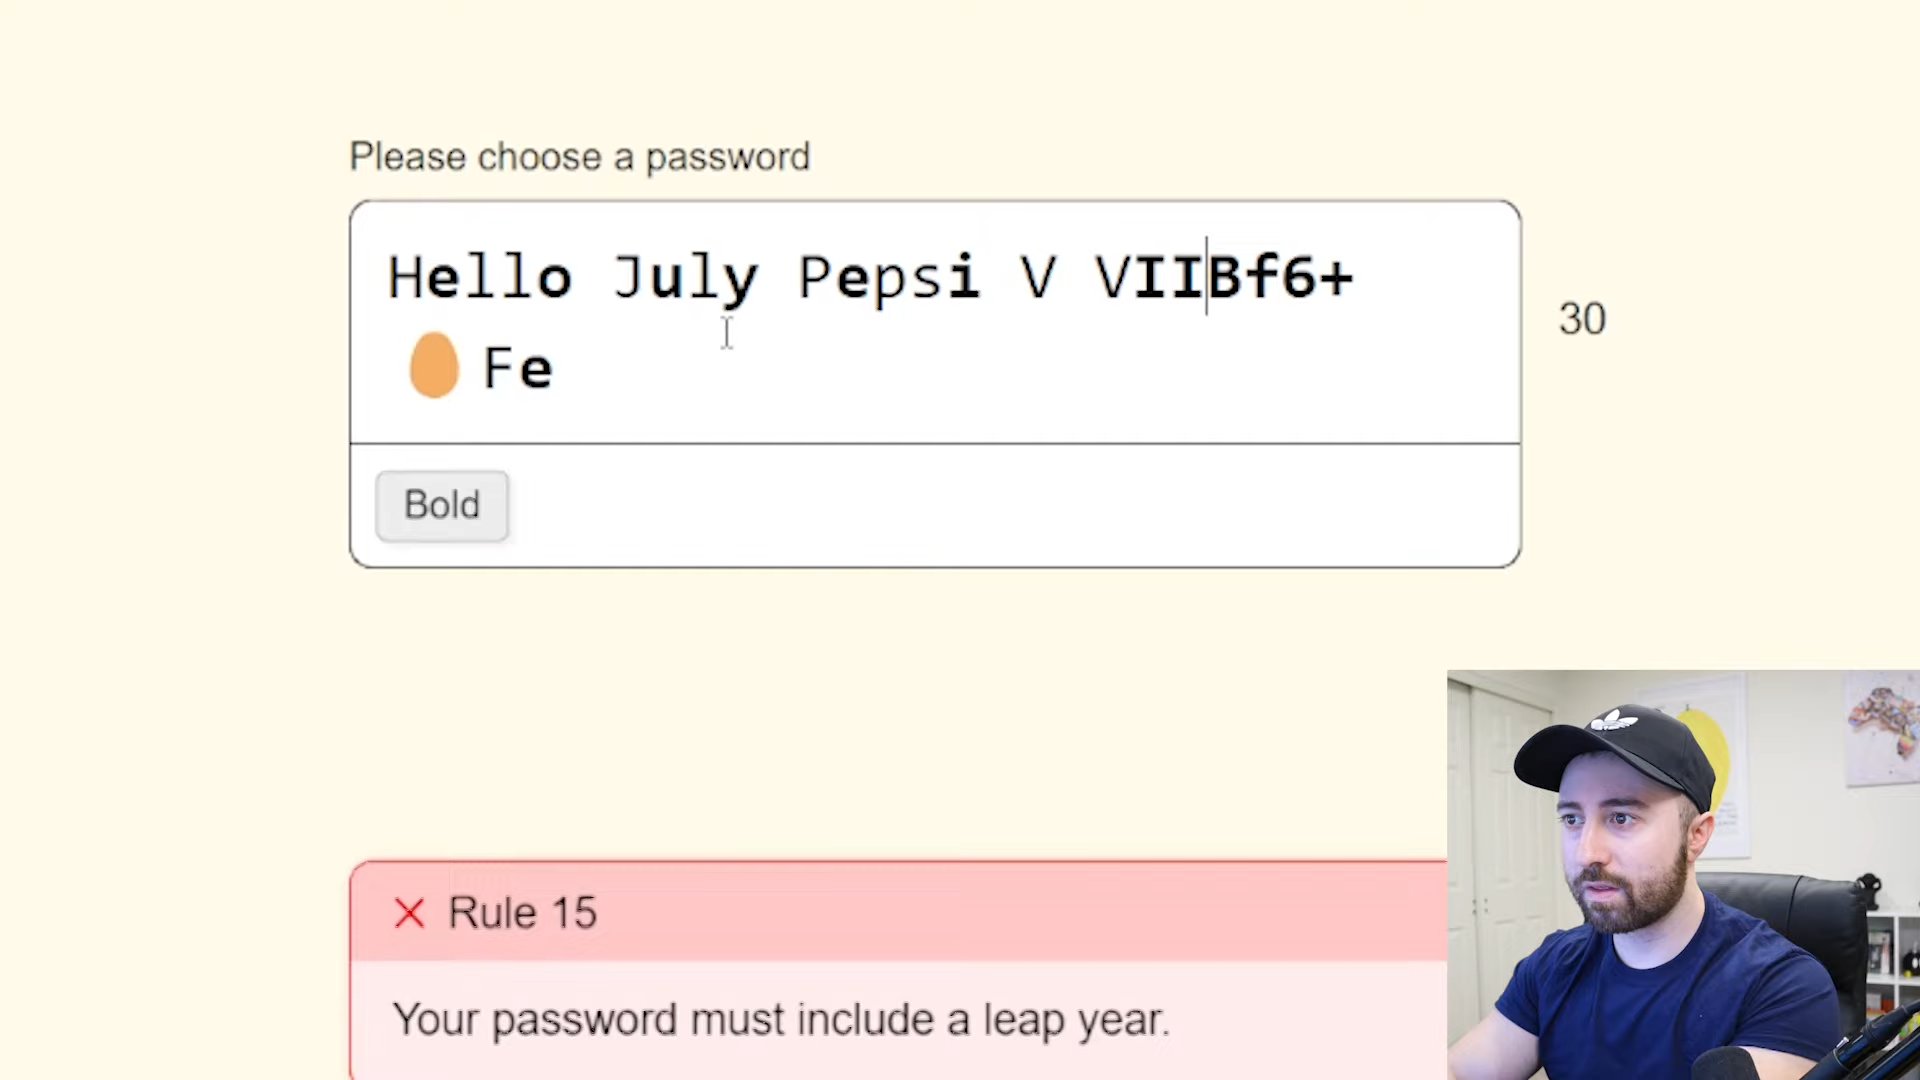 Please choose a password
Hello July Pepsi V VIIBf6+
🥚Fe
30
Bold
Rule 15
Your password must include a leap year.